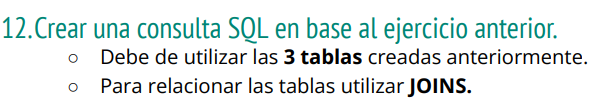 12.Crear una consulta SQL en base al ejercicio anterior.
○ Debe de utilizar las 3 tablas creadas anteriormente.
○ Para relacionar las tablas utilizar JOINS.